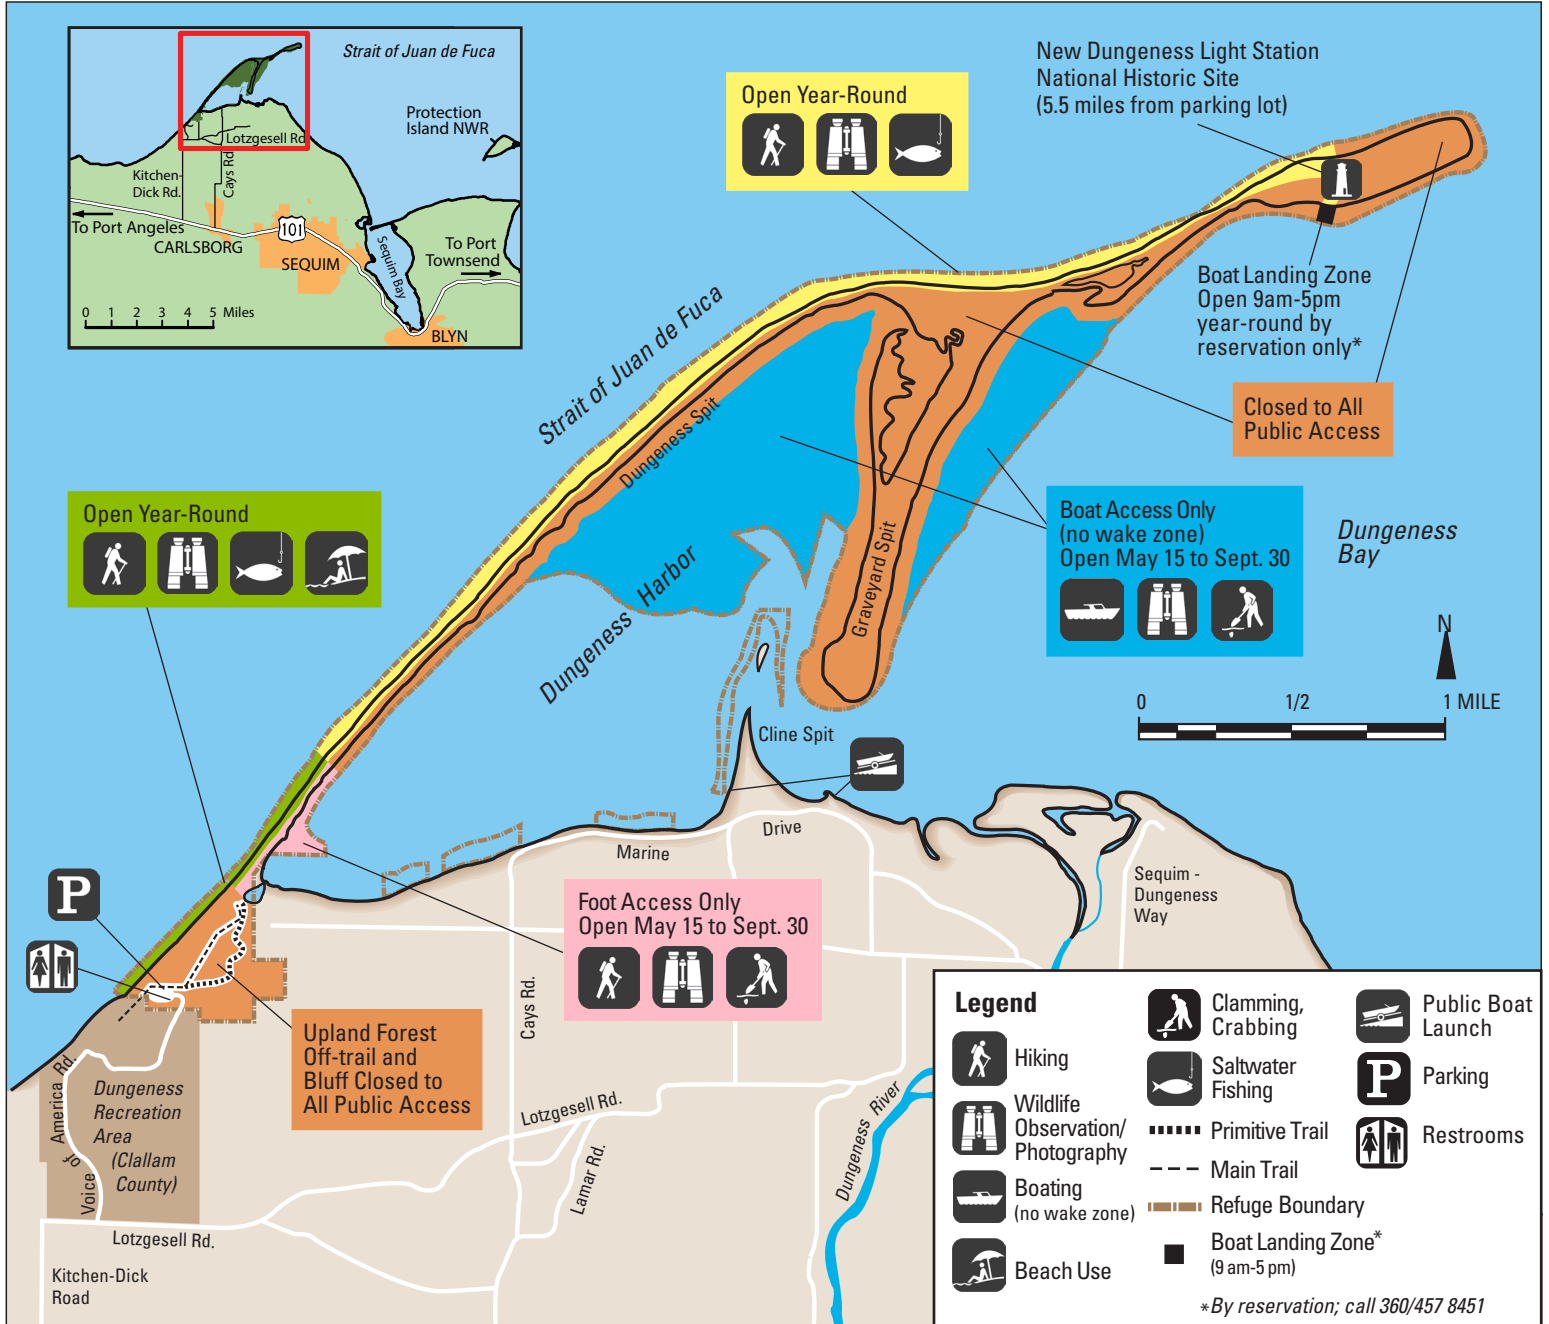 Strait of Juan de Fuca
Protection
Island NWR
Lotzgesell Rd
Kitchen-
Dick Rd.
Cays Rd
To Port Angeles
CARLSBORG
101
SEQUIM
Sequim Bay
To Port
Townsend
BLYN
0 1 2 3 4 5 Miles
Open Year-Round
New Dungeness Light Station
National Historic Site
(5.5 miles from parking lot)
Boat Landing Zone
Open 9am-5pm
year-round by
reservation only*
Closed to All
Public Access
Strait of Juan de Fuca
Dungeness Spit
Graveyard Spit
Dungeness Harbor
Boat Access Only
(no wake zone)
Open May 15 to Sept. 30
Dungeness
Bay
N
0 1/2 1 MILE
Open Year-Round
Cline Spit
Marine
Drive
Sequim -
Dungeness
Way
P
Foot Access Only
Open May 15 to Sept. 30
Cays Rd.
Upland Forest
Off-trail and
Bluff Closed to
All Public Access
Dungeness
Recreation
Area
(Clallam
County)
Voice of America Rd.
Lotzgesell Rd.
Lamar Rd.
Dungeness River
Lotzgesell Rd.
Kitchen-Dick
Road
Legend
Hiking
Wildlife
Observation/
Photography
Boating
(no wake zone)
Beach Use
Clamming,
Crabbing
Saltwater
Fishing
Primitive Trail
Main Trail
Refuge Boundary
Boat Landing Zone*
(9 am-5 pm)
Public Boat
Launch
P
Parking
Restrooms
*By reservation; call 360/457 8451